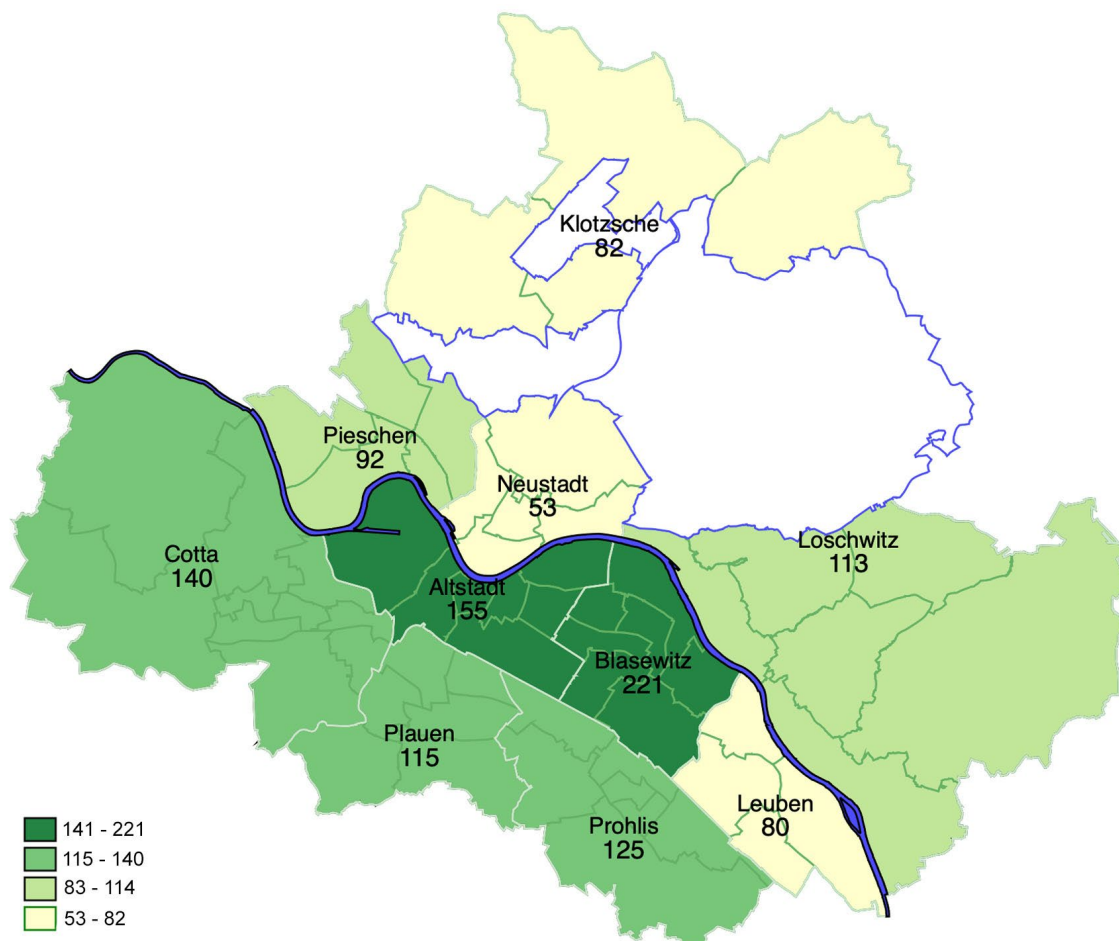 Klotzsche
82
Pieschen
92
Neustadt
53
Loschwitz
113
Cotta
140
Altstadt
155
Blasewitz
221
Plauen
115
Leuben
80
Prohlis
125
141 - 221
115 - 140
83 - 114
53 - 82